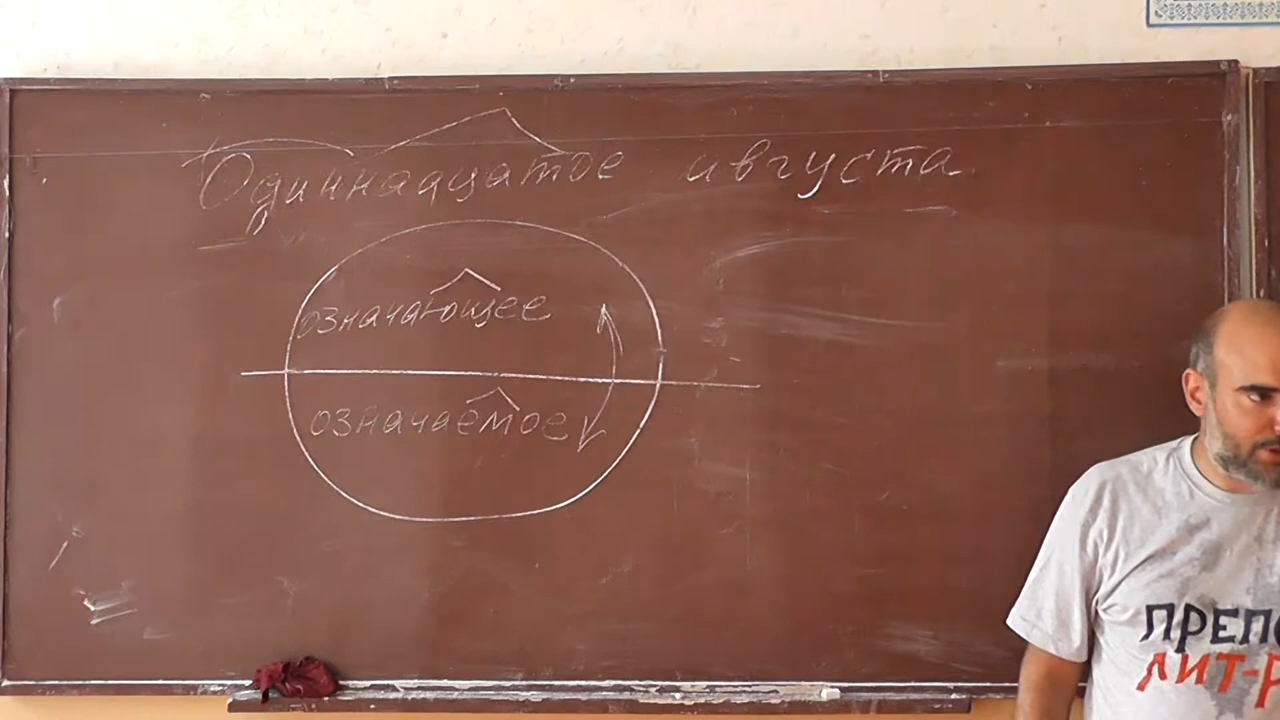 Одиннадцатое августа
означающее
означаемое
ПРЕПО
ЛИТ-Р